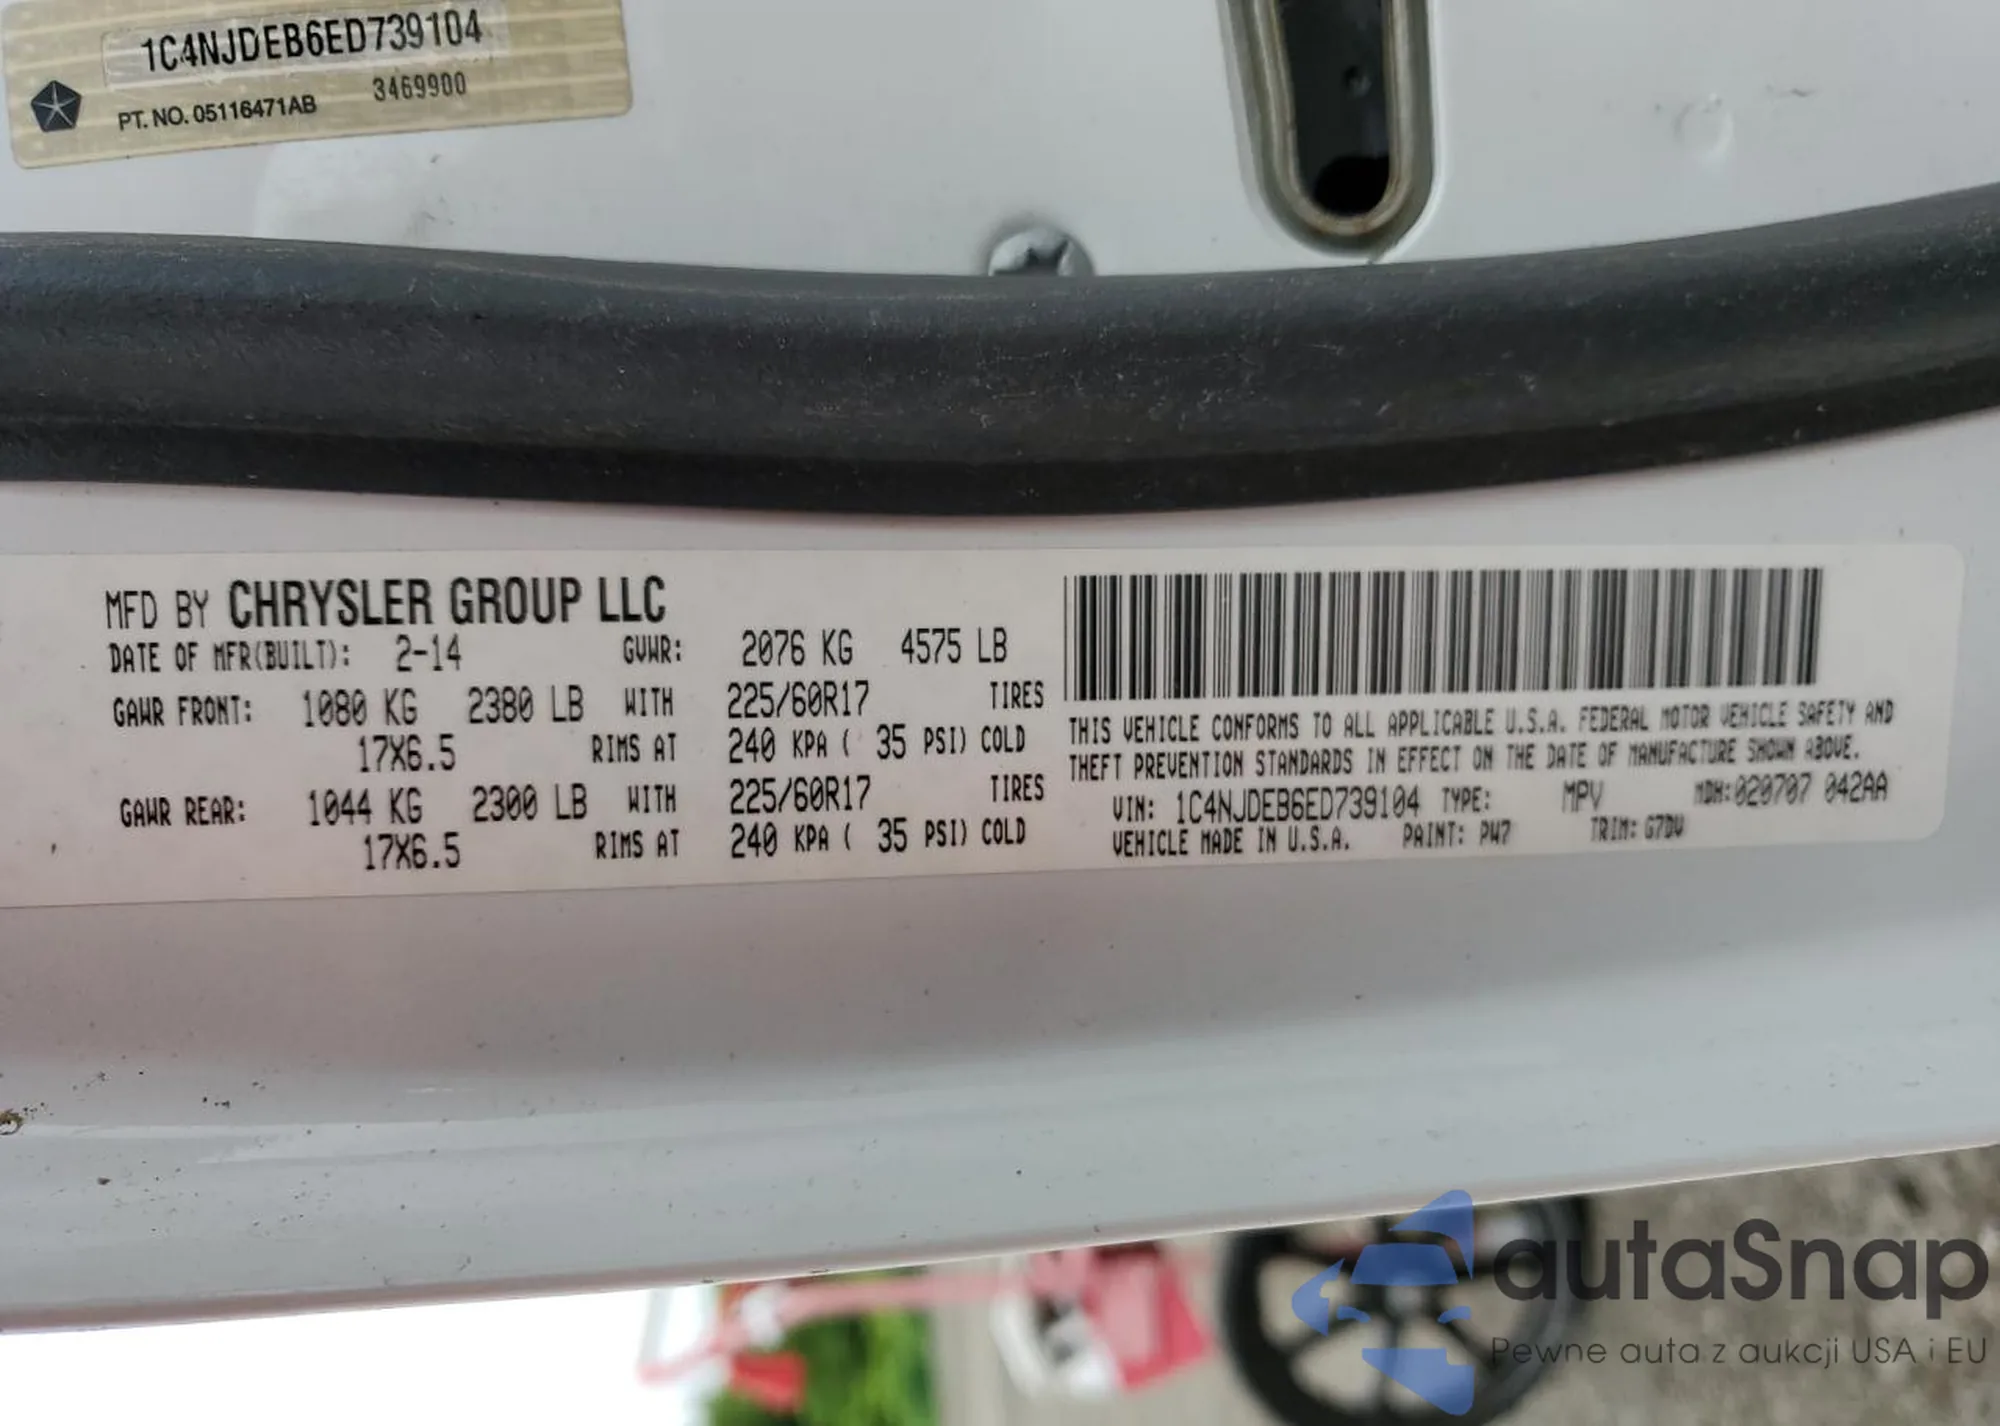 1C4NJDEB6ED739104
PT. NO. 05116471AB 3469900
MFD BY CHRYSLER GROUP LLC
DATE OF MFR(BUILT): 2-14 GVWR: 2076 KG 4575 LB
GAWR FRONT: 1080 KG 2380 LB WITH 225/60R17 TIRES
17X6.5 RIMS AT 240 KPA ( 35 PSI) COLD
GAWR REAR: 1044 KG 2300 LB WITH 225/60R17 TIRES
17X6.5 RIMS AT 240 KPA ( 35 PSI) COLD
THIS VEHICLE CONFORMS TO ALL APPLICABLE U.S.A. FEDERAL MOTOR VEHICLE SAFETY AND
THEFT PREVENTION STANDARDS IN EFFECT ON THE DATE OF MANUFACTURE SHOWN ABOVE.
VIN: 1C4NJDEB6ED739104 TYPE: MPV MDH:020707 042AA
VEHICLE MADE IN U.S.A. PAINT: PW7 TRIM: G7DV
autaSnap
Pewne auta z aukcji USA i EU